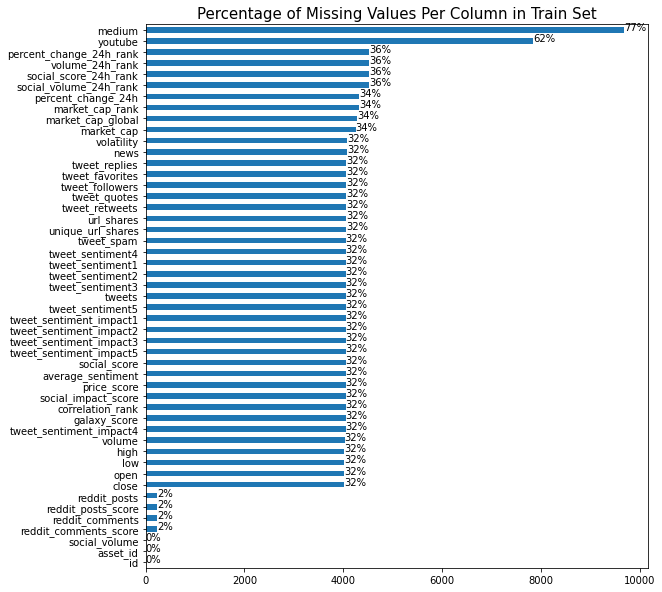 Percentage of Missing Values Per Column in Train Set
medium 77%
youtube 62%
percent_change_24h_rank 36%
volume_24h_rank 36%
social_score_24h_rank 36%
social_volume_24h_rank 36%
percent_change_24h 34%
market_cap_rank 34%
market_cap_global 34%
market_cap 34%
volatility 32%
news 32%
tweet_replies 32%
tweet_favorites 32%
tweet_followers 32%
tweet_quotes 32%
tweet_retweets 32%
url_shares 32%
unique_url_shares 32%
tweet_spam 32%
tweet_sentiment4 32%
tweet_sentiment1 32%
tweet_sentiment2 32%
tweet_sentiment3 32%
tweets 32%
tweet_sentiment5 32%
tweet_sentiment_impact1 32%
tweet_sentiment_impact2 32%
tweet_sentiment_impact3 32%
tweet_sentiment_impact5 32%
social_score 32%
average_sentiment 32%
price_score 32%
social_impact_score 32%
correlation_rank 32%
galaxy_score 32%
tweet_sentiment_impact4 32%
volume 32%
high 32%
low 32%
open 32%
close 32%
reddit_posts 2%
reddit_posts_score 2%
reddit_comments 2%
reddit_comments_score 2%
social_volume 0%
asset_id 0%
id 0%
0 2000 4000 6000 8000 10000